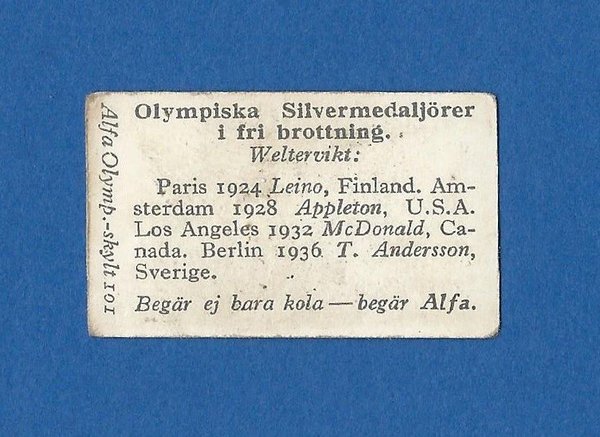 Olympiska Silvermedaljörer
i fri brottning.
Weltervikt:
Paris 1924 Leino, Finland. Am-
sterdam 1928 Appleton, U.S.A.
Los Angeles 1932 McDonald, Ca-
nada. Berlin 1936 T. Andersson,
Sverige.
Begär ej bara kola — begär Alfa.
Alfa Olymp.-skylt 101